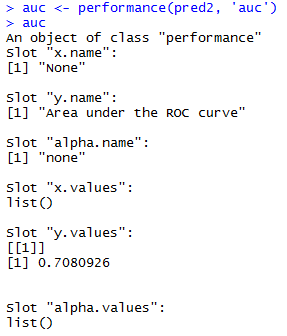 > auc <- performance(pred2, 'auc')
> auc
An object of class "performance"
Slot "x.name":
[1] "None"
Slot "y.name":
[1] "Area under the ROC curve"
Slot "alpha.name":
[1] "none"
Slot "x.values":
list()
Slot "y.values":
[[1]]
[1] 0.7080926
Slot "alpha.values":
list()